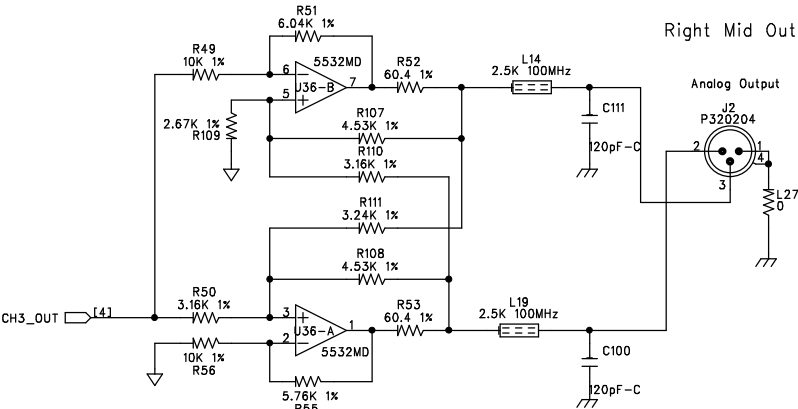 R51
6.04K 1%
Right Mid Out
R49
10K 1%
5532MD
R52
60.4 1%
L14
2.5K 100MHz
6
U36-B
7
5
Analog Output
J2
P320204
C111
2.67K 1%
R109
R107
4.53K 1%
R110
3.16K 1%
120pF-C
2
1
4
3
L27
0
R111
3.24K 1%
R108
4.53K 1%
R50
3.16K 1%
CH3_OUT
[4]
3
U36-A
1
2
5532MD
R53
60.4 1%
L19
2.5K 100MHz
10K 1%
R56
C100
120pF-C
5.76K 1%
R55